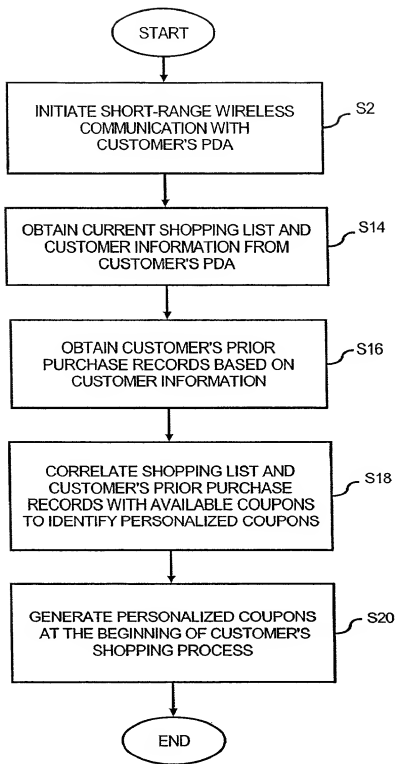 START
INITIATE SHORT-RANGE WIRELESS
COMMUNICATION WITH
CUSTOMER'S PDA
S2
OBTAIN CURRENT SHOPPING LIST AND
CUSTOMER INFORMATION FROM
CUSTOMER'S PDA
S14
OBTAIN CUSTOMER'S PRIOR
PURCHASE RECORDS BASED ON
CUSTOMER INFORMATION
S16
CORRELATE SHOPPING LIST AND
CUSTOMER'S PRIOR PURCHASE
RECORDS WITH AVAILABLE COUPONS
TO IDENTIFY PERSONALIZED COUPONS
S18
GENERATE PERSONALIZED COUPONS
AT THE BEGINNING OF CUSTOMER'S
SHOPPING PROCESS
S20
END